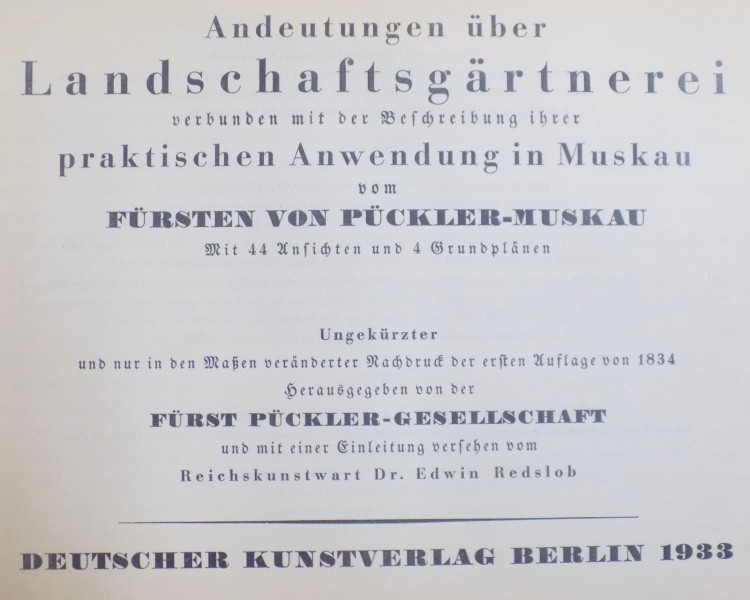 Andeutungen über
Landschaftsgärtnerei
verbunden mit der Beschreibung ihrer
praktischen Anwendung in Muskau
vom
FÜRSTEN VON PÜCKLER-MUSKAU
Mit 44 Ansichten und 4 Grundplänen
Ungekürzter
und nur in den Maßen veränderter Nachdruck der ersten Auflage von 1834
Herausgegeben von der
FÜRST PÜCKLER-GESELLSCHAFT
und mit einer Einleitung versehen vom
Reichskunstwart Dr. Edwin Redslob
DEUTSCHER KUNSTVERLAG BERLIN 1933